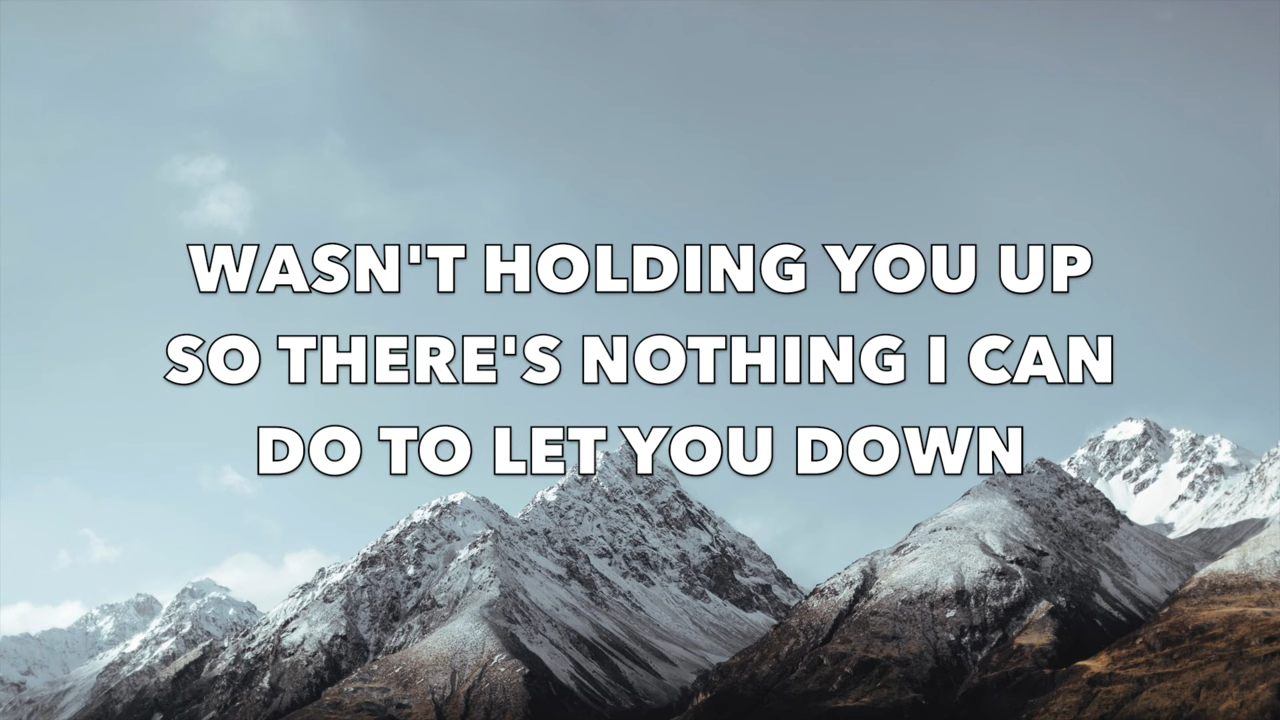 WASN'T HOLDING YOU UP
SO THERE'S NOTHING I CAN
DO TO LET YOU DOWN